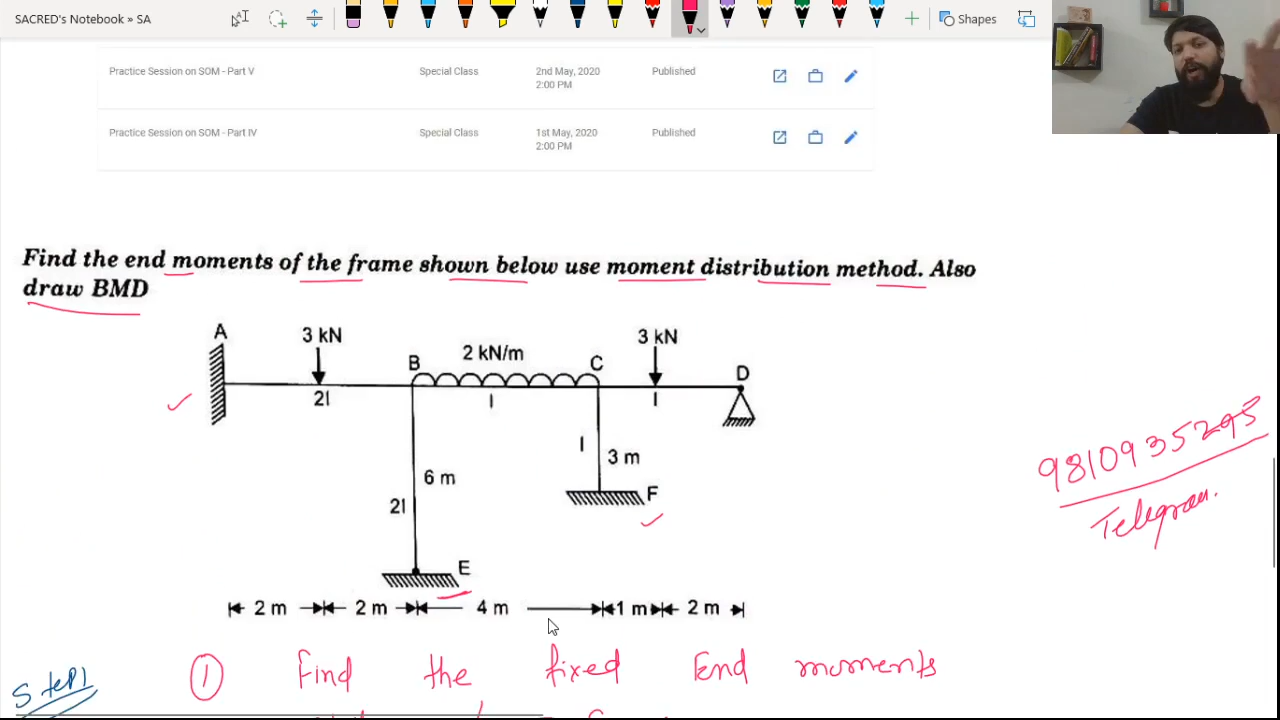 SACRED's Notebook » SA
Shapes
Practice Session on SOM - Part V Special Class 2nd May, 2020 2:00 PM Published
Practice Session on SOM - Part IV Special Class 1st May, 2020 2:00 PM Published
Find the end moments of the frame shown below use moment distribution method. Also
draw BMD
A 3 kN B 2 kN/m C 3 kN D
2I I I
I 3 m
6 m
2I F
E
2 m 2 m 4 m 1 m 2 m
9810935295
Telegram.
Step1 1 Find the fixed End moments